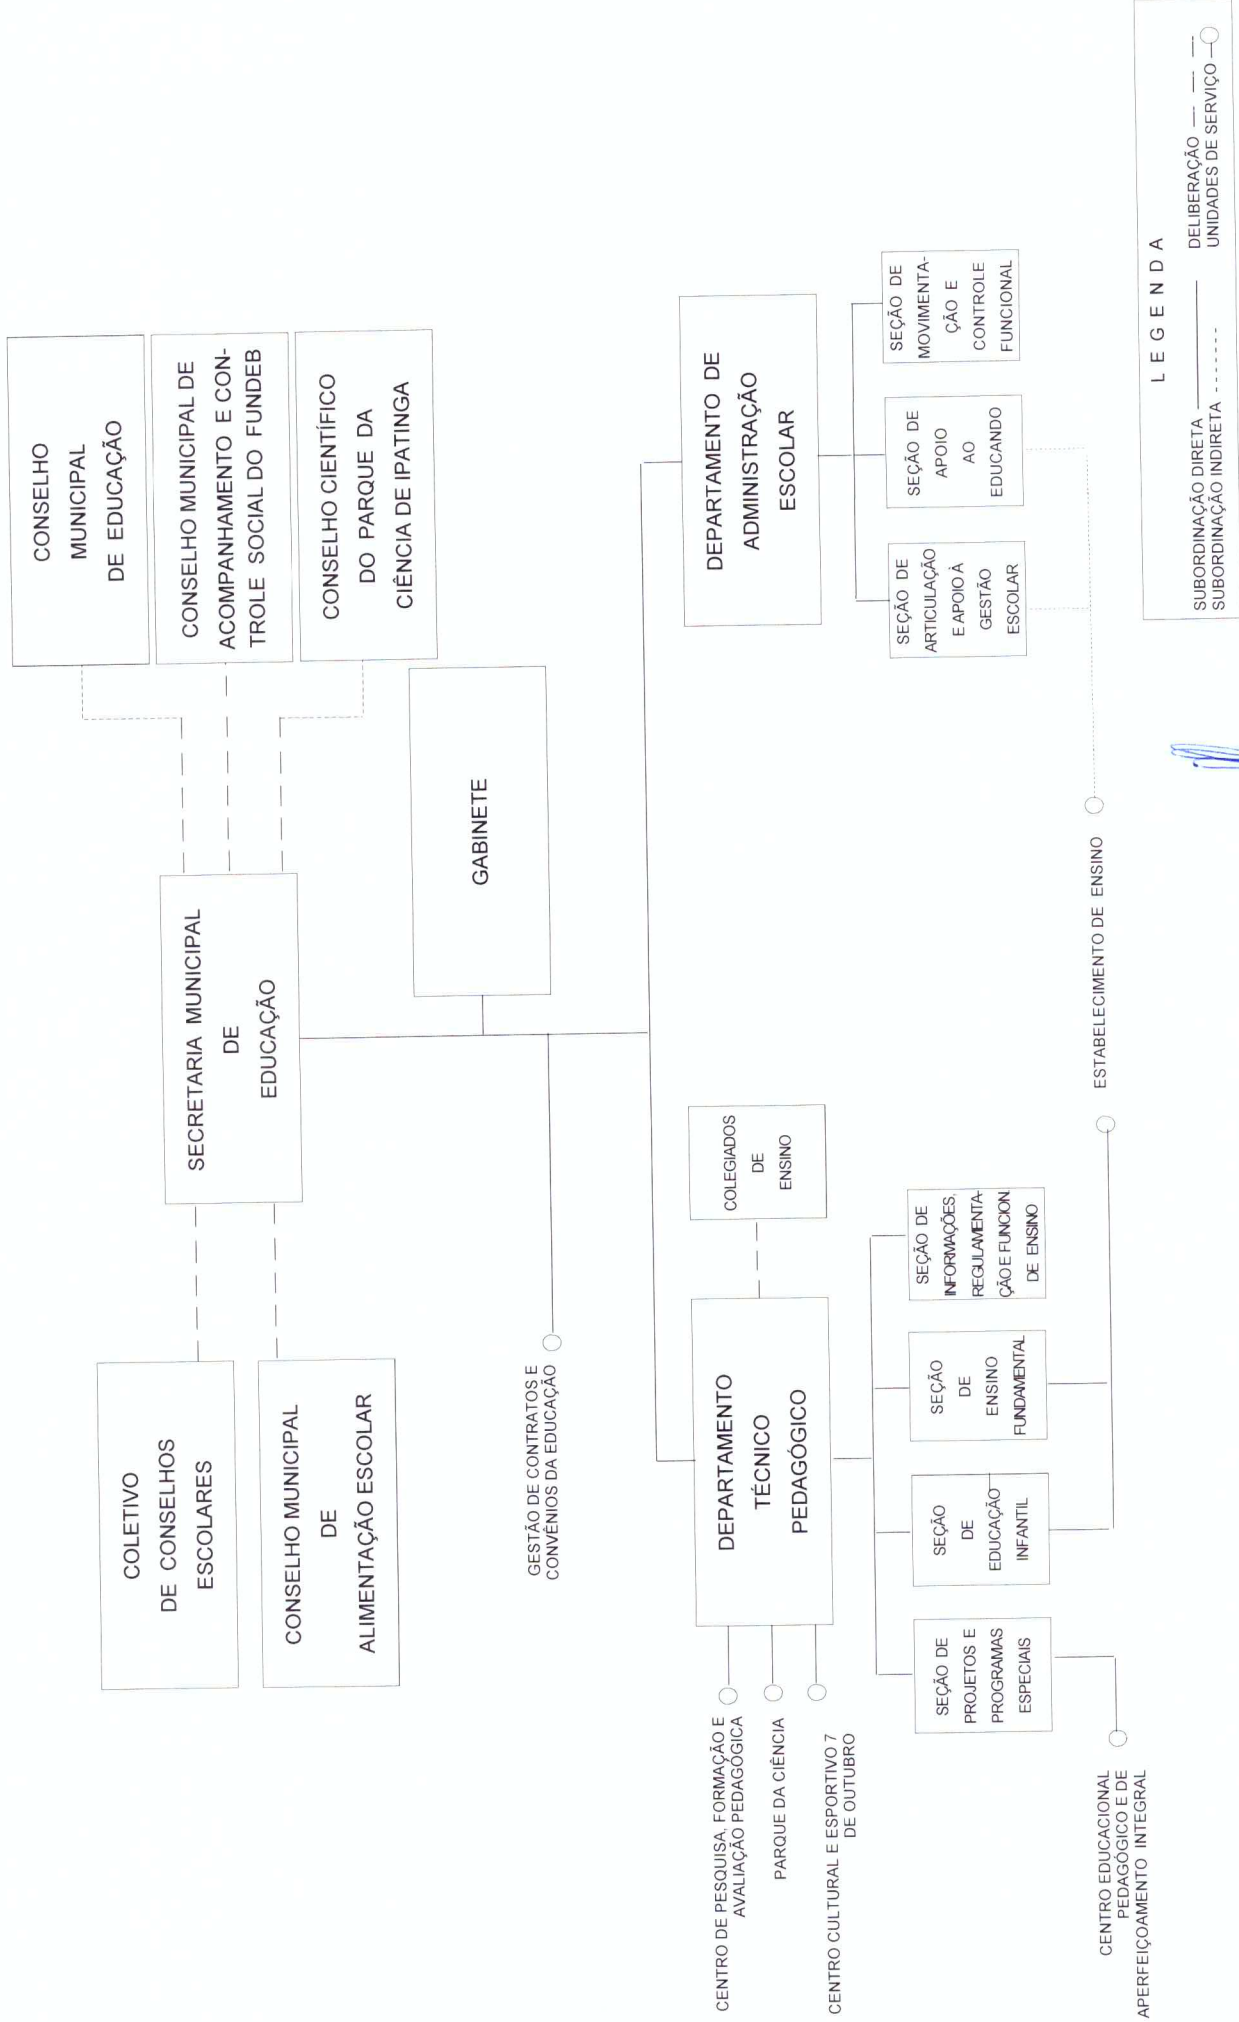 CONSELHO
MUNICIPAL
DE EDUCAÇÃO
CONSELHO MUNICIPAL DE
ACOMPANHAMENTO E CON-
TROLE SOCIAL DO FUNDEB
CONSELHO CIENTÍFICO
DO PARQUE DA
CIÊNCIA DE IPATINGA
COLETIVO
DE CONSELHOS
ESCOLARES
CONSELHO MUNICIPAL
DE
ALIMENTAÇÃO ESCOLAR
SECRETARIA MUNICIPAL
DE
EDUCAÇÃO
GABINETE
GESTÃO DE CONTRATOS E
CONVÊNIOS DA EDUCAÇÃO
DEPARTAMENTO
TÉCNICO
PEDAGÓGICO
COLEGIADOS
DE
ENSINO
DEPARTAMENTO DE
ADMINISTRAÇÃO
ESCOLAR
CENTRO DE PESQUISA, FORMAÇÃO E
AVALIAÇÃO PEDAGÓGICA
PARQUE DA CIÊNCIA
CENTRO CULTURAL E ESPORTIVO 7
DE OUTUBRO
SEÇÃO DE
PROJETOS E
PROGRAMAS
ESPECIAIS
SEÇÃO
DE
EDUCAÇÃO
INFANTIL
SEÇÃO
DE
ENSINO
FUNDAMENTAL
SEÇÃO DE
INFORMAÇÕES,
REGULAMENTA-
ÇÃO E FUNCION.
DE ENSINO
SEÇÃO DE
ARTICULAÇÃO
E APOIO À
GESTÃO
ESCOLAR
SEÇÃO DE
APOIO
AO
EDUCANDO
SEÇÃO DE
MOVIMENTA-
ÇÃO E
CONTROLE
FUNCIONAL
CENTRO EDUCACIONAL
PEDAGÓGICO E DE
APERFEIÇOAMENTO INTEGRAL
ESTABELECIMENTO DE ENSINO
LEGENDA
SUBORDINAÇÃO DIRETA
SUBORDINAÇÃO INDIRETA
DELIBERAÇÃO
UNIDADES DE SERVIÇO